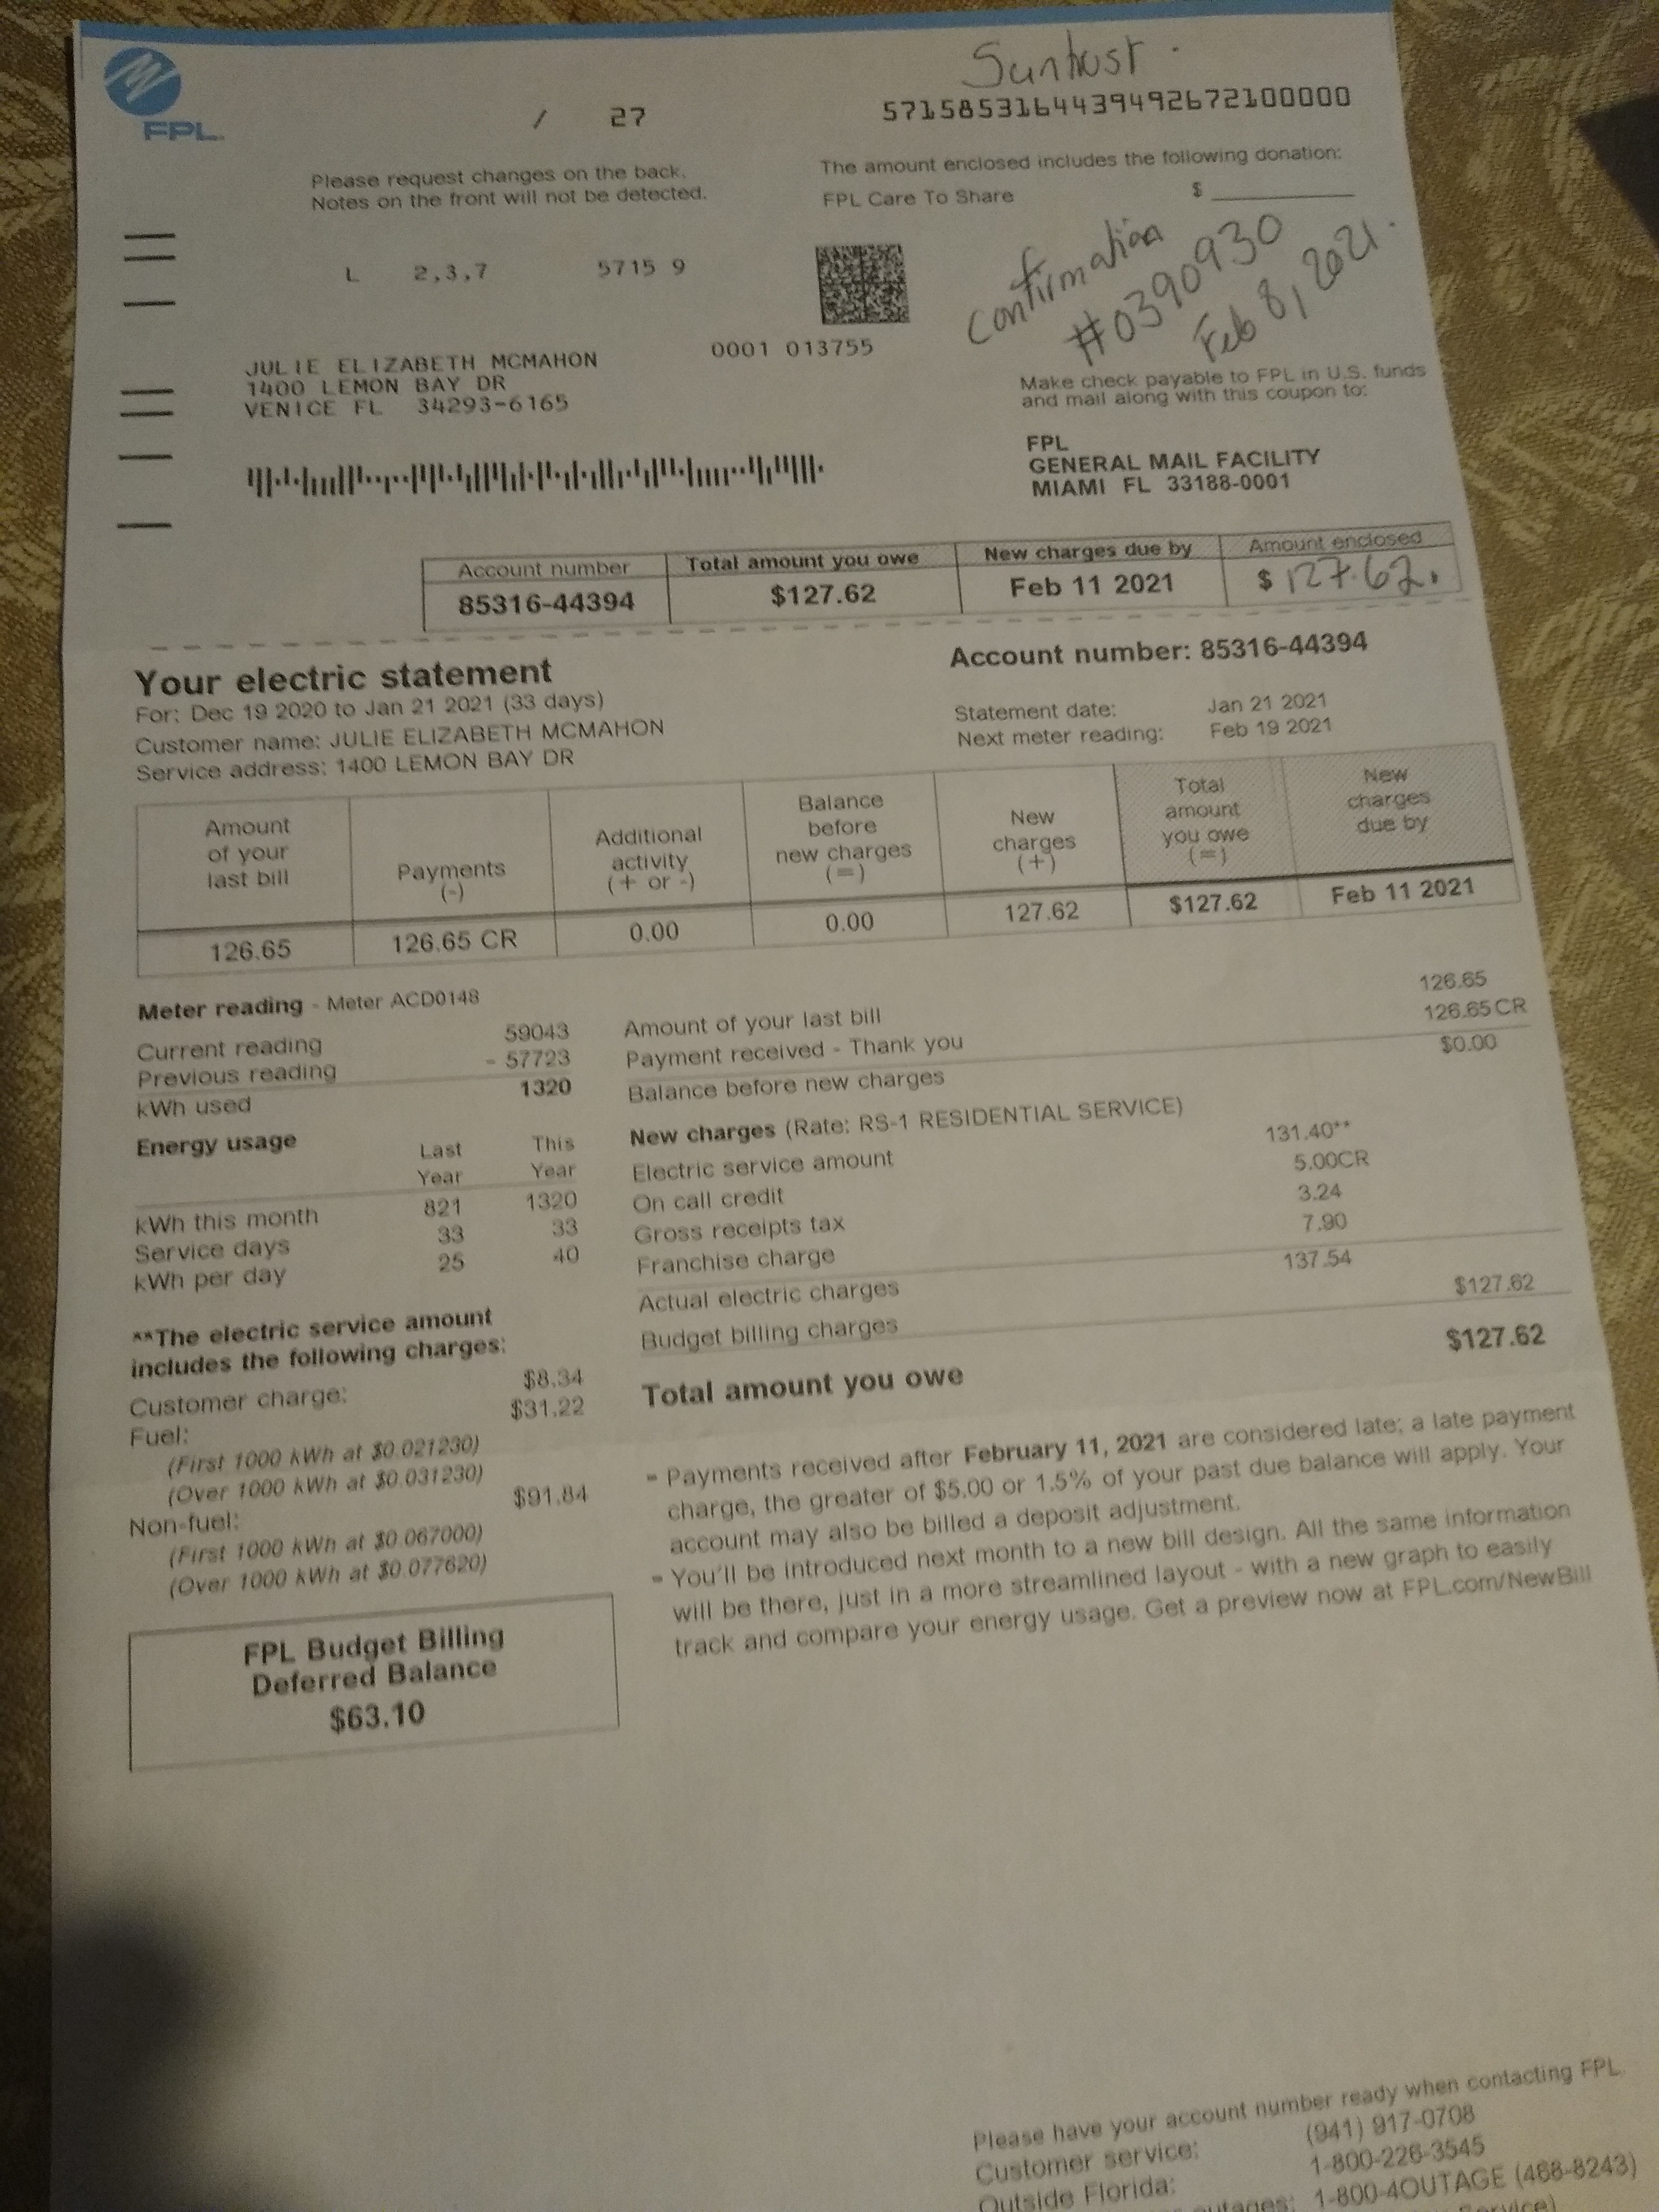 Suntrust.
FPL.
/ 27
5715853164439492672100000
Please request changes on the back.
Notes on the front will not be detected.
The amount enclosed includes the following donation:
FPL Care To Share $
L 2,3,7 5715 9
Confirmation
#0390930
Feb 8, 2021.
0001 013755
JULIE ELIZABETH MCMAHON
1400 LEMON BAY DR
VENICE FL 34293-6165
Make check payable to FPL in U.S. funds
and mail along with this coupon to:
FPL
GENERAL MAIL FACILITY
MIAMI FL 33188-0001
Account number Total amount you owe New charges due by Amount enclosed
85316-44394 $127.62 Feb 11 2021 $ 127.62.
Your electric statement
For: Dec 19 2020 to Jan 21 2021 (33 days)
Customer name: JULIE ELIZABETH MCMAHON
Service address: 1400 LEMON BAY DR
Account number: 85316-44394
Statement date: Jan 21 2021
Next meter reading: Feb 19 2021
Amount
of your
last bill
Payments
(-)
Additional
activity
(+ or -)
Balance
before
new charges
(=)
New
charges
(+)
Total
amount
you owe
(=)
New
charges
due by
126.65 126.65 CR 0.00 0.00 127.62 $127.62 Feb 11 2021
Meter reading - Meter ACD0148
Current reading 59043
Previous reading - 57723
kWh used 1320
Energy usage
Last This
Year Year
kWh this month 821 1320
Service days 33 33
kWh per day 25 40
**The electric service amount
includes the following charges:
Customer charge: $8.34
Fuel: $31.22
(First 1000 kWh at $0.021230)
(Over 1000 kWh at $0.031230)
Non-fuel: $91.84
(First 1000 kWh at $0.067000)
(Over 1000 kWh at $0.077620)
FPL Budget Billing
Deferred Balance
$63.10
Amount of your last bill 126.65
Payment received - Thank you 126.65CR
Balance before new charges $0.00
New charges (Rate: RS-1 RESIDENTIAL SERVICE)
Electric service amount 131.40**
On call credit 5.00CR
Gross receipts tax 3.24
Franchise charge 7.90
Actual electric charges 137.54
Budget billing charges $127.62
Total amount you owe $127.62
- Payments received after February 11, 2021 are considered late; a late payment
charge, the greater of $5.00 or 1.5% of your past due balance will apply. Your
account may also be billed a deposit adjustment.
- You'll be introduced next month to a new bill design. All the same information
will be there, just in a more streamlined layout - with a new graph to easily
track and compare your energy usage. Get a preview now at FPL.com/NewBill
Please have your account number ready when contacting FPL
Customer service: (941) 917-0708
Outside Florida: 1-800-226-3545
outages: 1-800-4OUTAGE (468-8243)